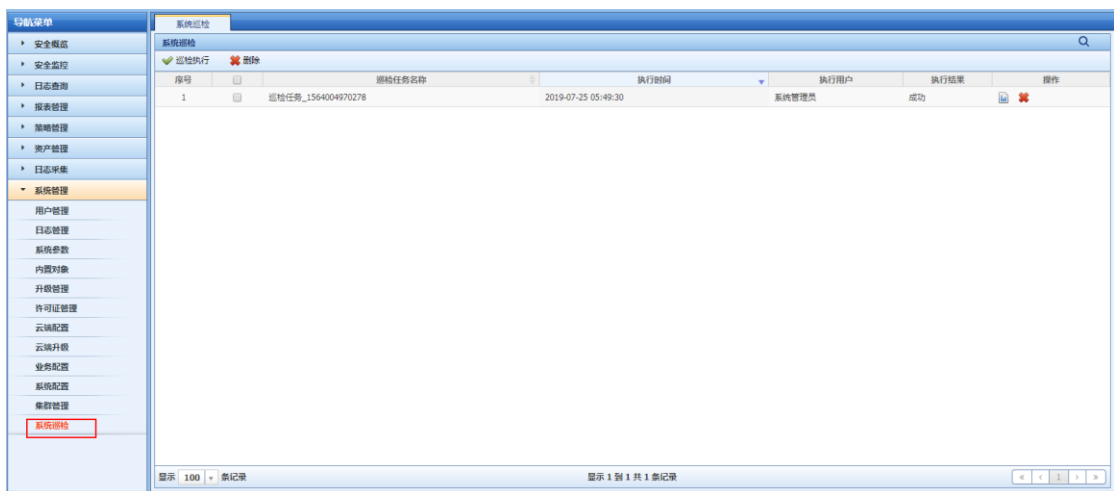 导航菜单
系统巡检
安全概览
系统巡检
安全监控
巡检执行 删除
日志查询
序号 巡检任务名称 执行时间 执行用户 执行结果 操作
1 巡检任务_1564004970278 2019-07-25 05:49:30 系统管理员 成功
报表管理
策略管理
资产管理
日志采集
系统管理
用户管理
日志管理
系统参数
内置对象
升级管理
许可证管理
云端配置
云端升级
业务配置
系统配置
集群管理
系统巡检
显示 100 条记录 显示 1 到 1 共 1 条记录 « ‹ 1 › »